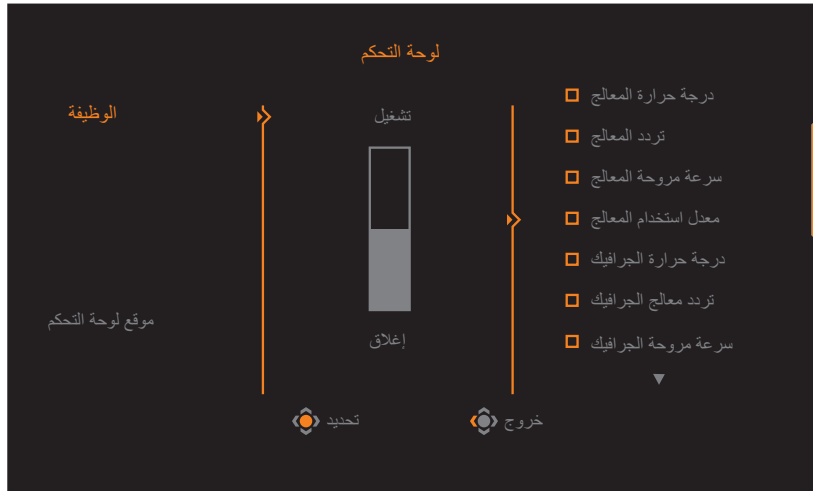 لوحة التحكم
الوظيفة
موقع لوحة التحكم
تشغيل
إغلاق
درجة حرارة المعالج
تردد المعالج
سرعة مروحة المعالج
معدل استخدام المعالج
درجة حرارة الجرافيك
تردد معالج الجرافيك
سرعة مروحة الجرافيك
تحديد
خروج